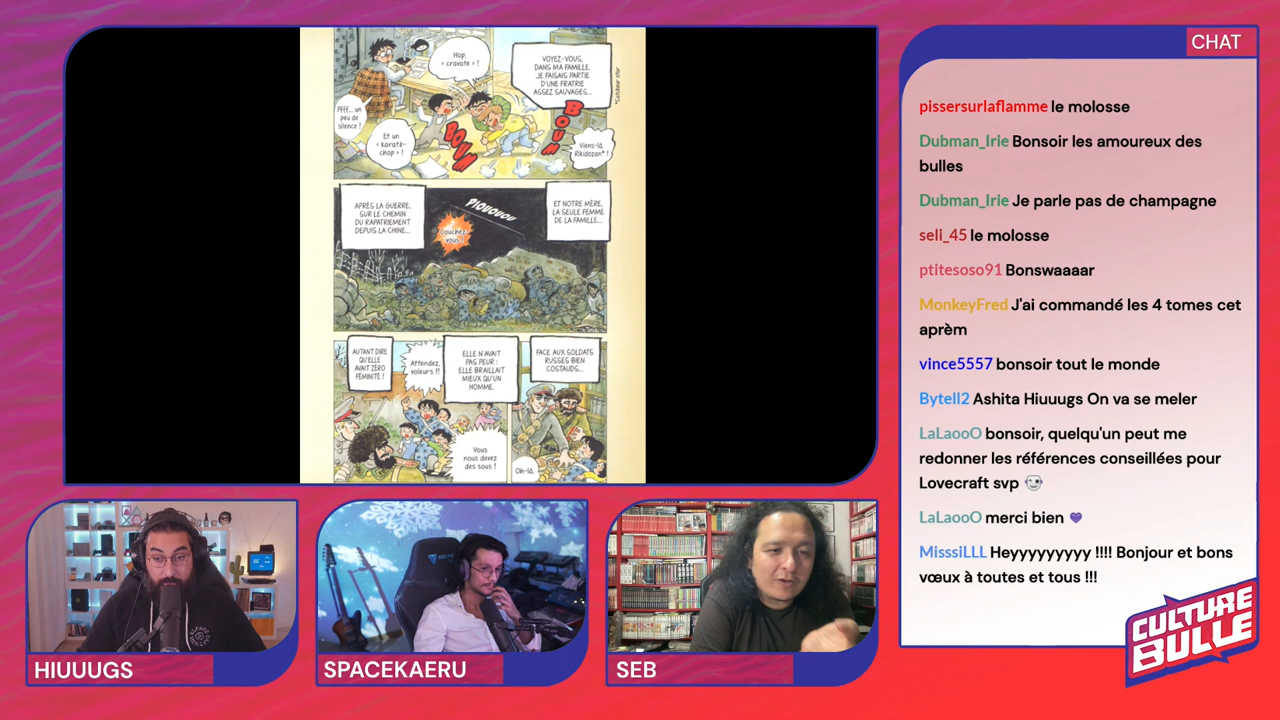 Hop,
« cravate » !
VOYEZ-VOUS,
DANS MA FAMILLE,
JE FAISAIS PARTIE
D'UNE FRATRIE
ASSEZ SAUVAGES...
Pfff... un
peu de
silence !
Et un
« karaté-
chop » !
BOUM
BOUM
Viens-là,
Rikidozan* !
APRÈS LA GUERRE,
SUR LE CHEMIN
DU RAPATRIEMENT
DEPUIS LA CHINE...
PIOUUUOU
Couchez-
vous !!
ET NOTRE MÈRE,
LA SEULE FEMME
DE LA FAMILLE...
AUTANT DIRE
QU'ELLE
AVAIT ZÉRO
FÉMINITÉ !
Attendez,
voleurs !!
ELLE N'AVAIT
PAS PEUR :
ELLE BRAILLAIT
MIEUX QU'UN
HOMME.
FACE AUX SOLDATS
RUSSES BIEN
COSTAUDS...
Vous
nous devez
des sous !
Oh-là.
CHAT
pissersurlaflamme le molosse
Dubman_Irie Bonsoir les amoureux des
bulles
Dubman_Irie Je parle pas de champagne
seli_45 le molosse
ptitesoso91 Bonswaaaar
MonkeyFred J'ai commandé les 4 tomes cet
aprèm
vince5557 bonsoir tout le monde
Bytell2 Ashita Hiuuugs On va se meler
LaLaooO bonsoir, quelqu'un peut me
redonner les références conseillées pour
Lovecraft svp
LaLaooO merci bien
MisssiLLL Heyyyyyyyyy !!!! Bonjour et bons
vœux à toutes et tous !!!
CULTURE
BULLE
HIUUUGS
SPACEKAERU
SEB